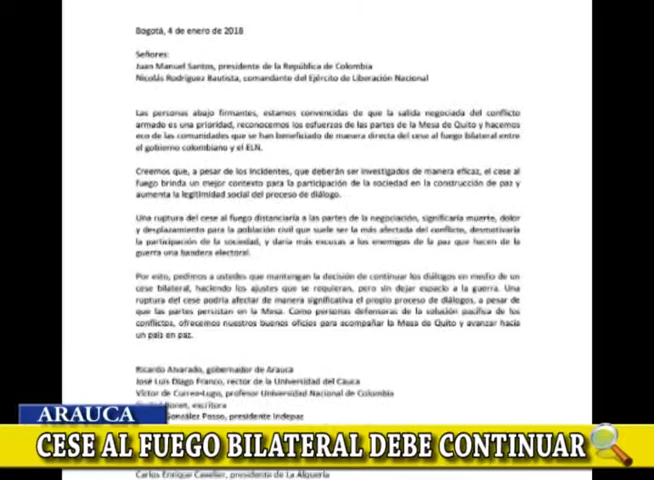 Bogotá, 4 de enero de 2018
Señores:
Juan Manuel Santos, presidente de la República de Colombia
Nicolás Rodríguez Bautista, comandante del Ejército de Liberación Nacional
Las personas abajo firmantes, estamos convencidas de que la salida negociada del conflicto
armado es una prioridad, reconocemos los esfuerzos de las partes de la Mesa de Quito y hacemos
eco de las comunidades que se han beneficiado de manera directa del cese al fuego bilateral entre
el gobierno colombiano y el ELN.
Creemos que, a pesar de los incidentes, que deberán ser investigados de manera eficaz, el cese al
fuego brinda un mejor contexto para la participación de la sociedad en la construcción de paz y
aumenta la legitimidad social del proceso de diálogo.
Una ruptura del cese al fuego distanciaría a las partes de la negociación, significaría muerte, dolor
y desplazamiento para la población civil que suele ser la más afectada del conflicto, desmotivaría
la participación de la sociedad, y daría más excusas a los enemigos de la paz que hacen de la
guerra una bandera electoral.
Por esto, pedimos a ustedes que mantengan la decisión de continuar los diálogos en medio de un
cese bilateral, haciendo los ajustes que se requieran, pero sin dejar espacio a la guerra. Una
ruptura del cese podría afectar de manera significativa el propio proceso de diálogos, a pesar de
que las partes persistan en la Mesa. Como personas defensoras de la solución pacífica de los
conflictos, ofrecemos nuestros buenos oficios para acompañar la Mesa de Quito y avanzar hacia
un país en paz.
Ricardo Alvarado, gobernador de Arauca
José Luis Diago Franco, rector de la Universidad del Cauca
Víctor de Currea-Lugo, profesor Universidad Nacional de Colombia
Bonen, escritora
González Posso, presidente Indepaz
ARAUCA
CESE AL FUEGO BILATERAL DEBE CONTINUAR
Carlos Enrique Cavelier, presidente de La Alquería